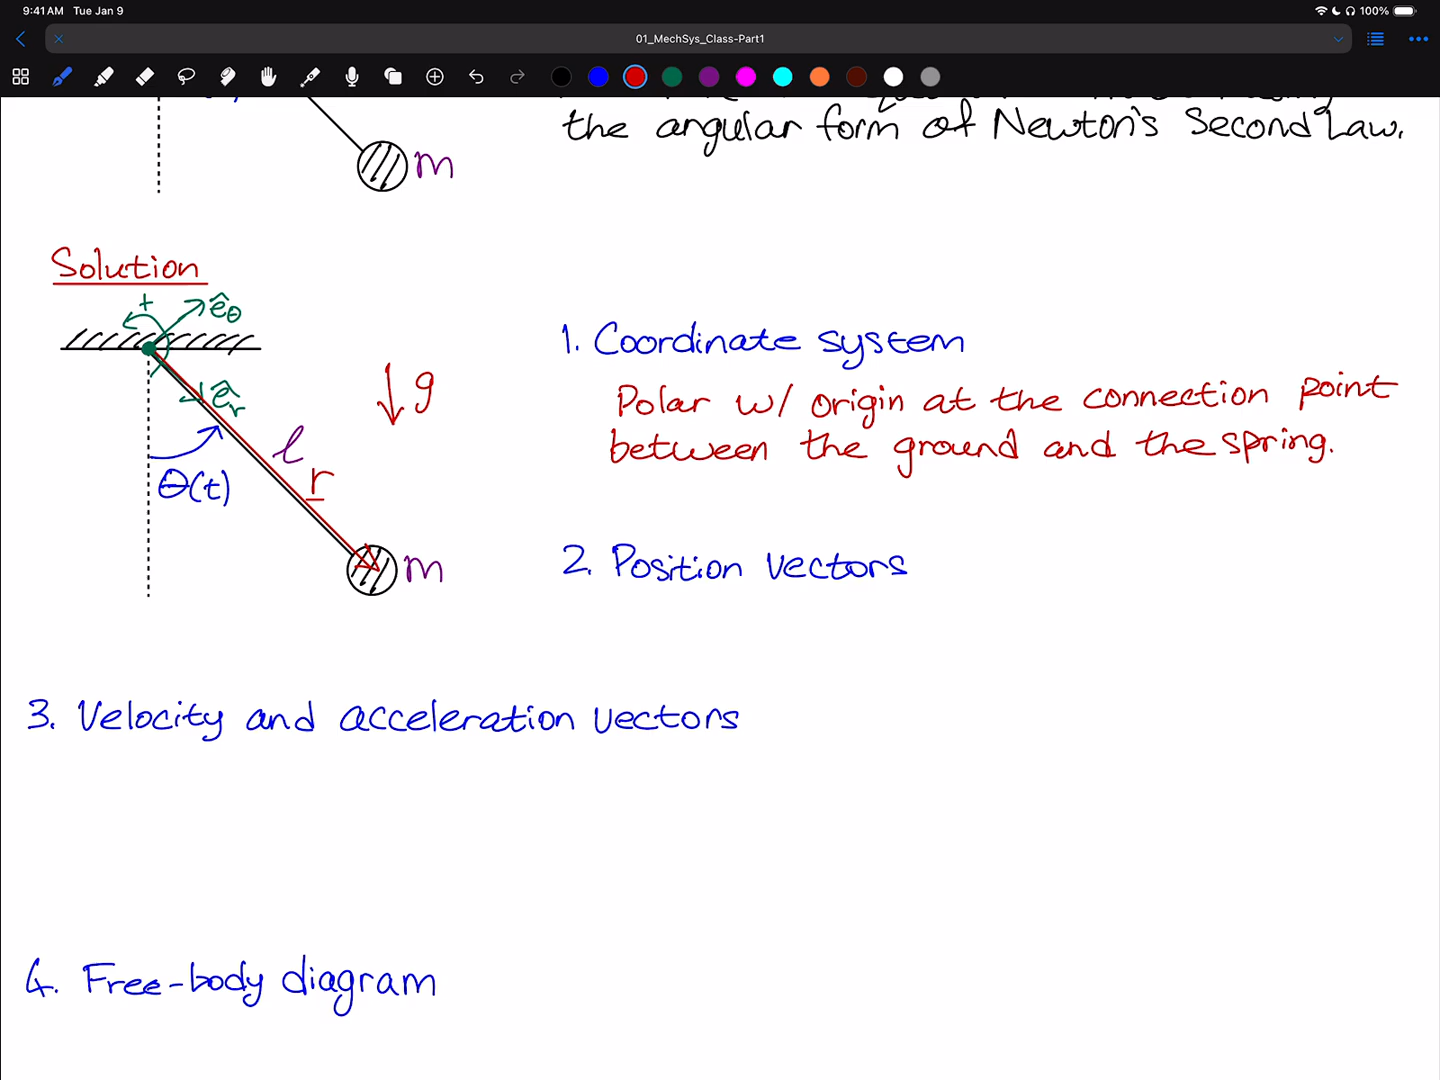 9:41 AM Tue Jan 9
100%
01_MechSys_Class-Part1
the angular form of Newton's Second Law.
m
Solution
+
ê_θ
1. Coordinate system
ê_r
g
Polar w/ origin at the connection point
l
between the ground and the spring.
θ(t)
r
2. Position vectors
m
3. Velocity and acceleration vectors
4. Free-body diagram